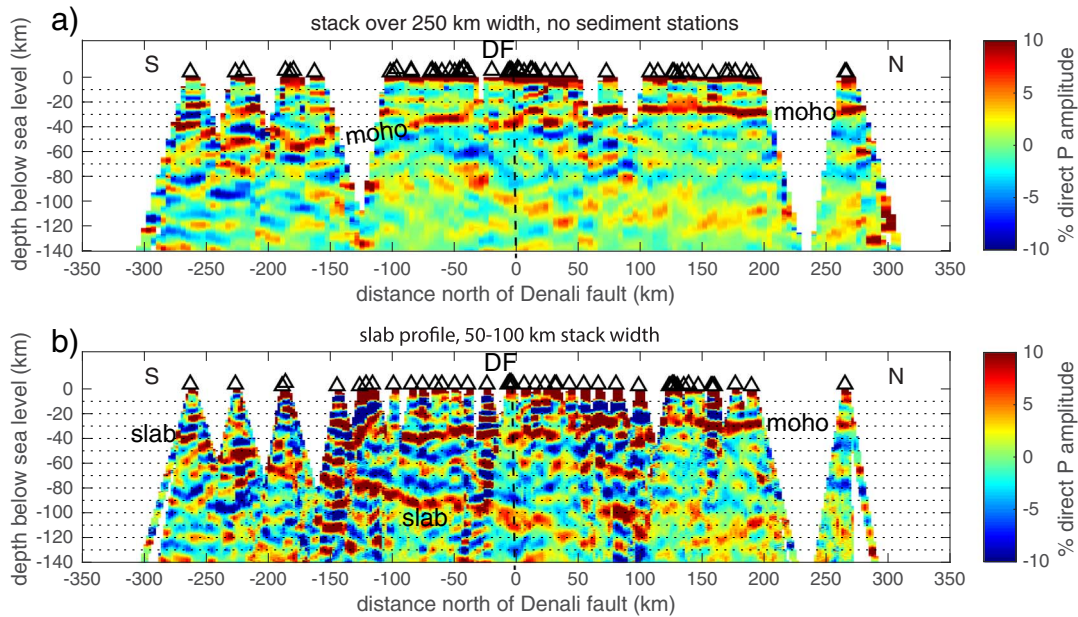 a)
stack over 250 km width, no sediment stations
S
DF
N
moho
moho
depth below sea level (km)
0
-20
-40
-60
-80
-100
-120
-140
-350 -300 -250 -200 -150 -100 -50 0 50 100 150 200 250 300 350
distance north of Denali fault (km)
10
5
0
-5
-10
% direct P amplitude
b)
slab profile, 50-100 km stack width
S
DF
N
slab
moho
slab
depth below sea level (km)
0
-20
-40
-60
-80
-100
-120
-140
-350 -300 -250 -200 -150 -100 -50 0 50 100 150 200 250 300 350
distance north of Denali fault (km)
10
5
0
-5
-10
% direct P amplitude